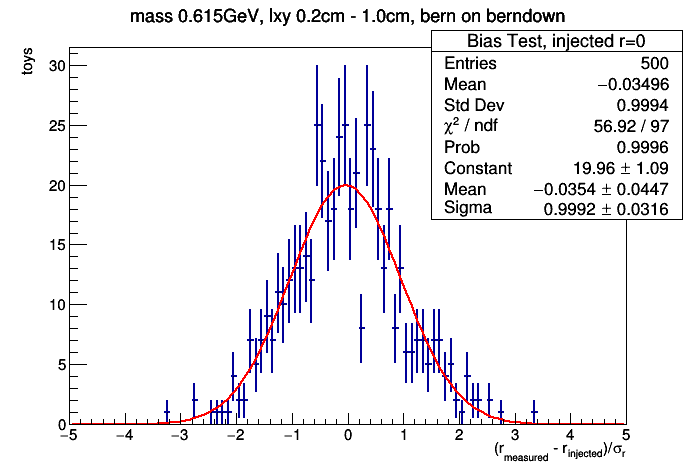 mass 0.615GeV, lxy 0.2cm - 1.0cm, bern on berndown
Bias Test, injected r=0
Entries 500
Mean −0.03496
Std Dev 0.9994
χ² / ndf 56.92 / 97
Prob 0.9996
Constant 19.96 ± 1.09
Mean −0.0354 ± 0.0447
Sigma 0.9992 ± 0.0316
toys
30
25
20
15
10
5
0
−5 −4 −3 −2 −1 0 1 2 3 4 5
(r_measured - r_injected)/σ_r